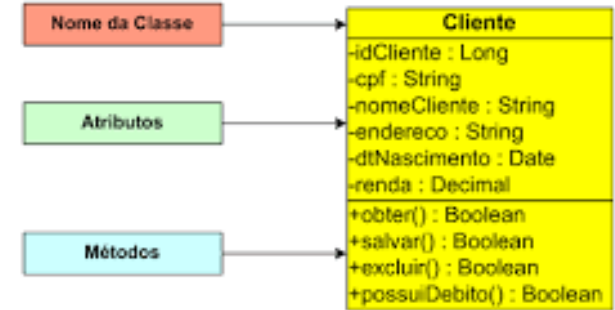 Nome da Classe
Cliente
-idCliente : Long
-cpf : String
-nomeCliente : String
Atributos
-endereco : String
-dtNascimento : Date
-renda : Decimal
+obter() : Boolean
+salvar() : Boolean
Métodos
+excluir() : Boolean
+possuiDebito() : Boolean